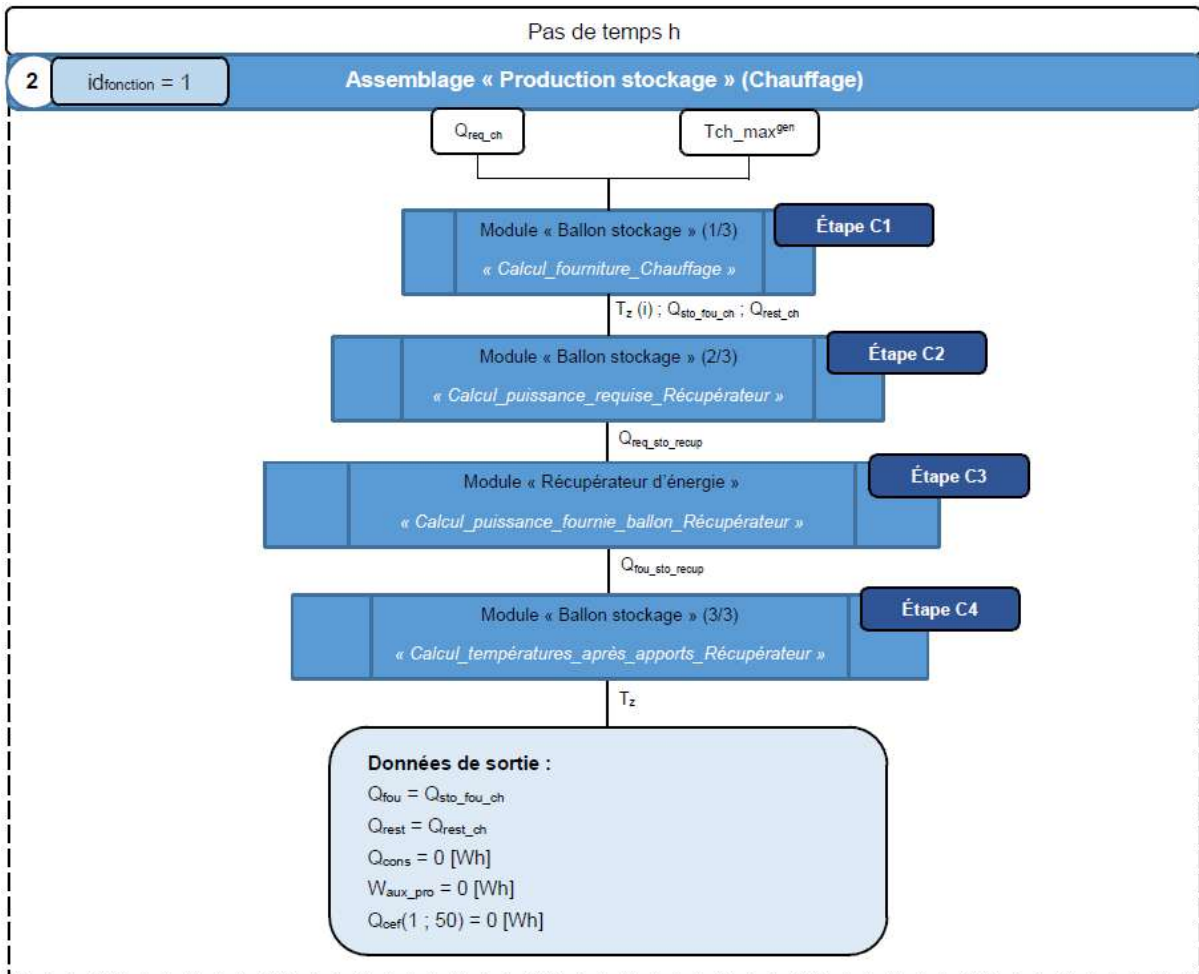 Pas de temps h
2
idfonction = 1
Assemblage « Production stockage » (Chauffage)
Qreq_ch
Tch_maxgen
Module « Ballon stockage » (1/3)
Étape C1
« Calcul_fourniture_Chauffage »
Tz (i) ; Qsto_fou_ch ; Qrest_ch
Module « Ballon stockage » (2/3)
Étape C2
« Calcul_puissance_requise_Récupérateur »
Qreq_sto_recup
Module « Récupérateur d'énergie »
Étape C3
« Calcul_puissance_fournie_ballon_Récupérateur »
Qfou_sto_recup
Module « Ballon stockage » (3/3)
Étape C4
« Calcul_températures_après_apports_Récupérateur »
Tz
Données de sortie :
Qfou = Qsto_fou_ch
Qrest = Qrest_ch
Qcons = 0 [Wh]
Waux_pro = 0 [Wh]
Qcef(1 ; 50) = 0 [Wh]